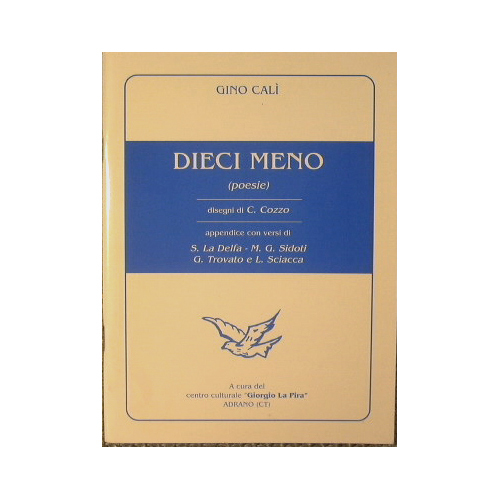 GINO CALÌ
DIECI MENO
(poesie)
disegni di C. Cozzo
appendice con versi di
S. La Delfa - M. G. Sidoti
G. Trovato e L. Sciacca
A cura del
centro culturale "Giorgio La Pira"
ADRANO (CT)